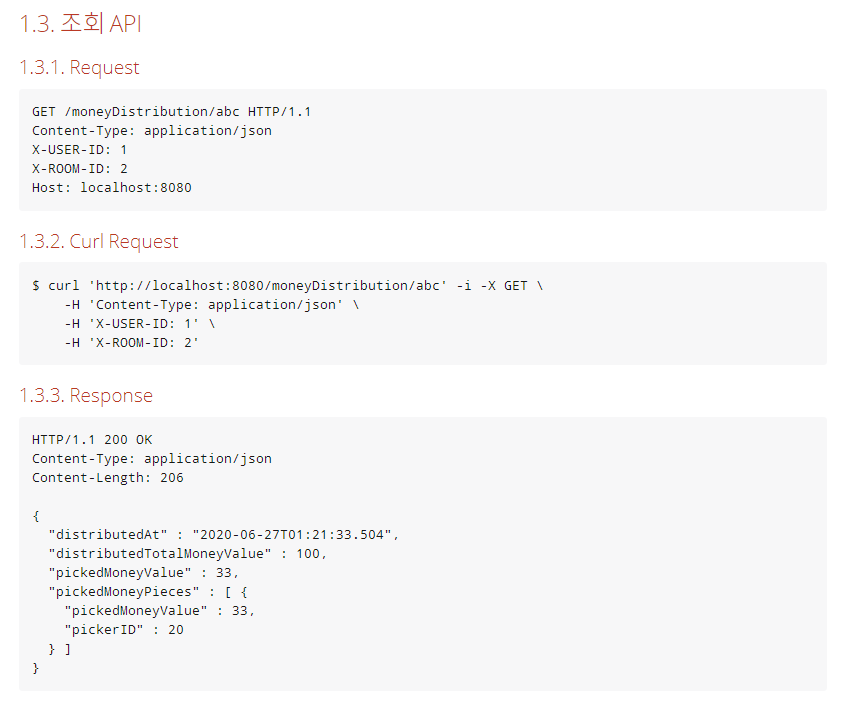 1.3. 조회 API
1.3.1. Request
GET /moneyDistribution/abc HTTP/1.1
Content-Type: application/json
X-USER-ID: 1
X-ROOM-ID: 2
Host: localhost:8080
1.3.2. Curl Request
$ curl 'http://localhost:8080/moneyDistribution/abc' -i -X GET \
    -H 'Content-Type: application/json' \
    -H 'X-USER-ID: 1' \
    -H 'X-ROOM-ID: 2'
1.3.3. Response
HTTP/1.1 200 OK
Content-Type: application/json
Content-Length: 206

{
  "distributedAt" : "2020-06-27T01:21:33.504",
  "distributedTotalMoneyValue" : 100,
  "pickedMoneyValue" : 33,
  "pickedMoneyPieces" : [ {
    "pickedMoneyValue" : 33,
    "pickerID" : 20
  } ]
}